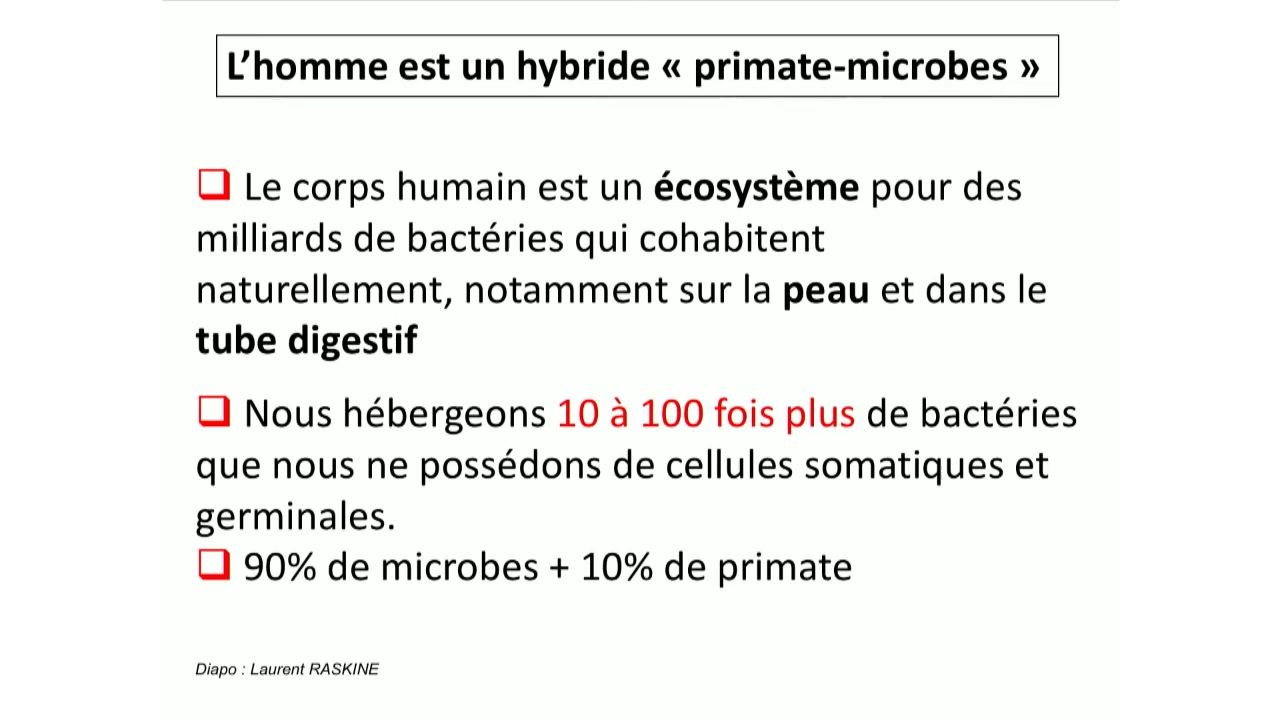 L’homme est un hybride « primate-microbes »
❑ Le corps humain est un écosystème pour des
milliards de bactéries qui cohabitent
naturellement, notamment sur la peau et dans le
tube digestif
❑ Nous hébergeons 10 à 100 fois plus de bactéries
que nous ne possédons de cellules somatiques et
germinales.
❑ 90% de microbes + 10% de primate
Diapo : Laurent RASKINE